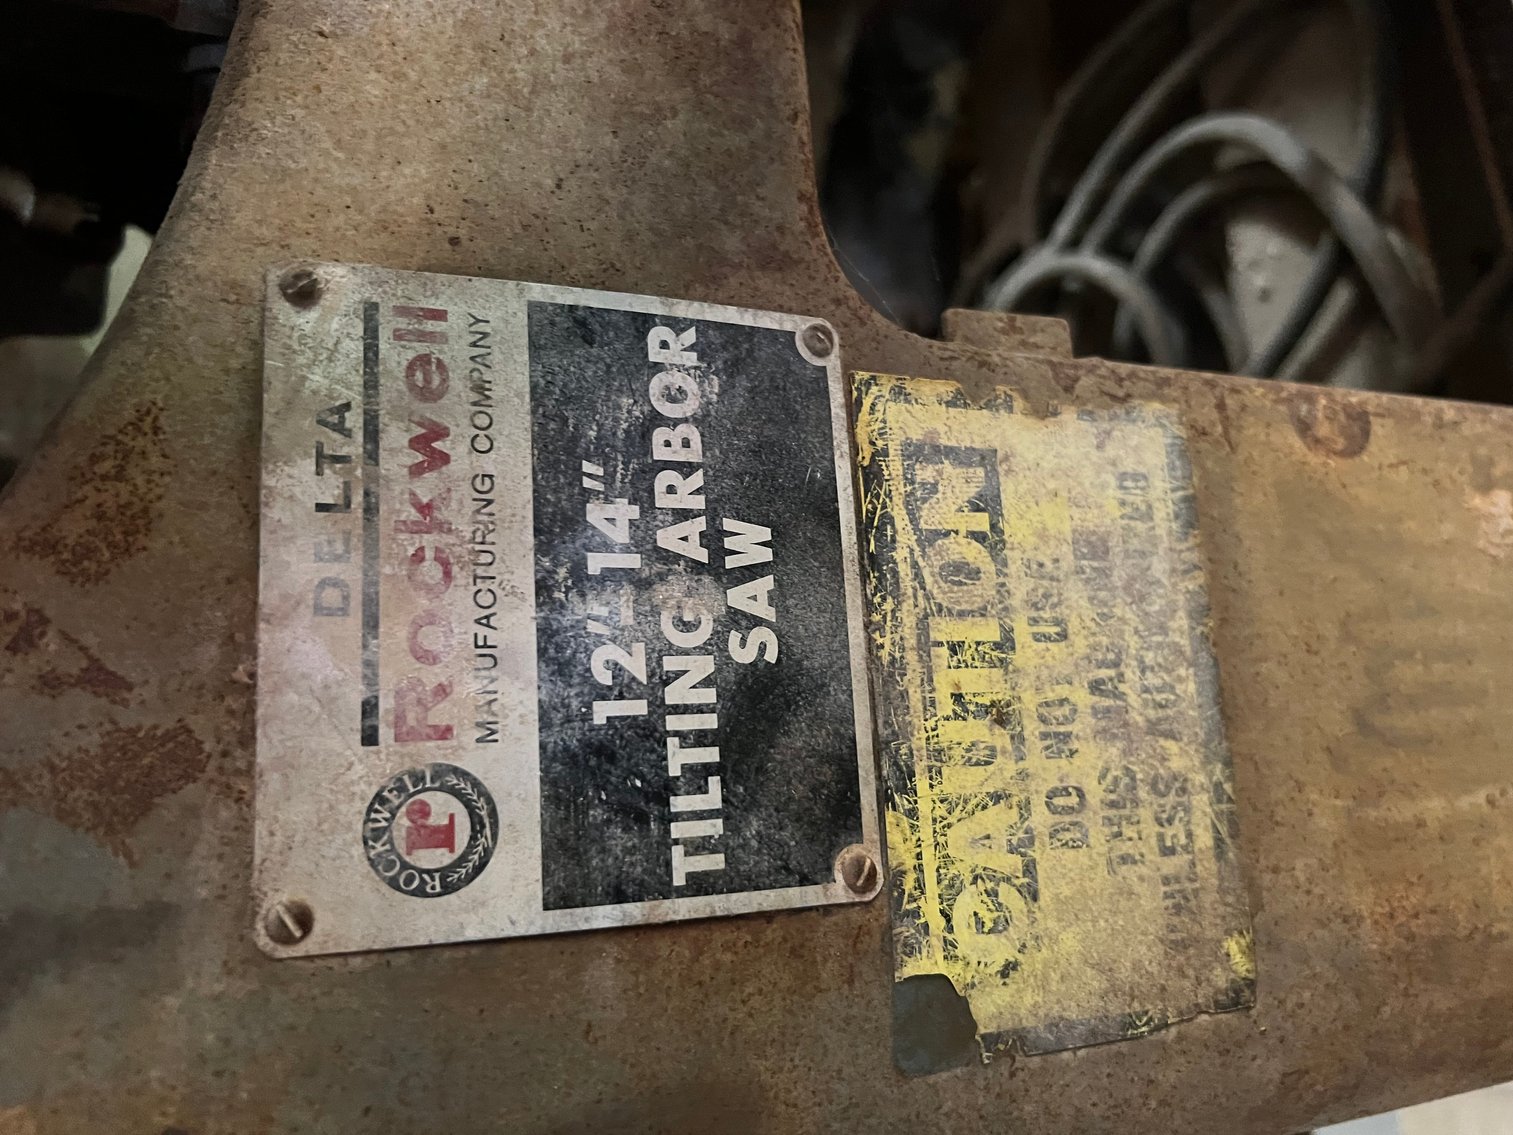 DELTA
Rockwell
MANUFACTURING COMPANY
ROCKWELL
r
12"-14"
TILTING ARBOR
SAW
CAUTION
DO NOT USE
THIS MACHINE
UNLESS AUTHORIZED